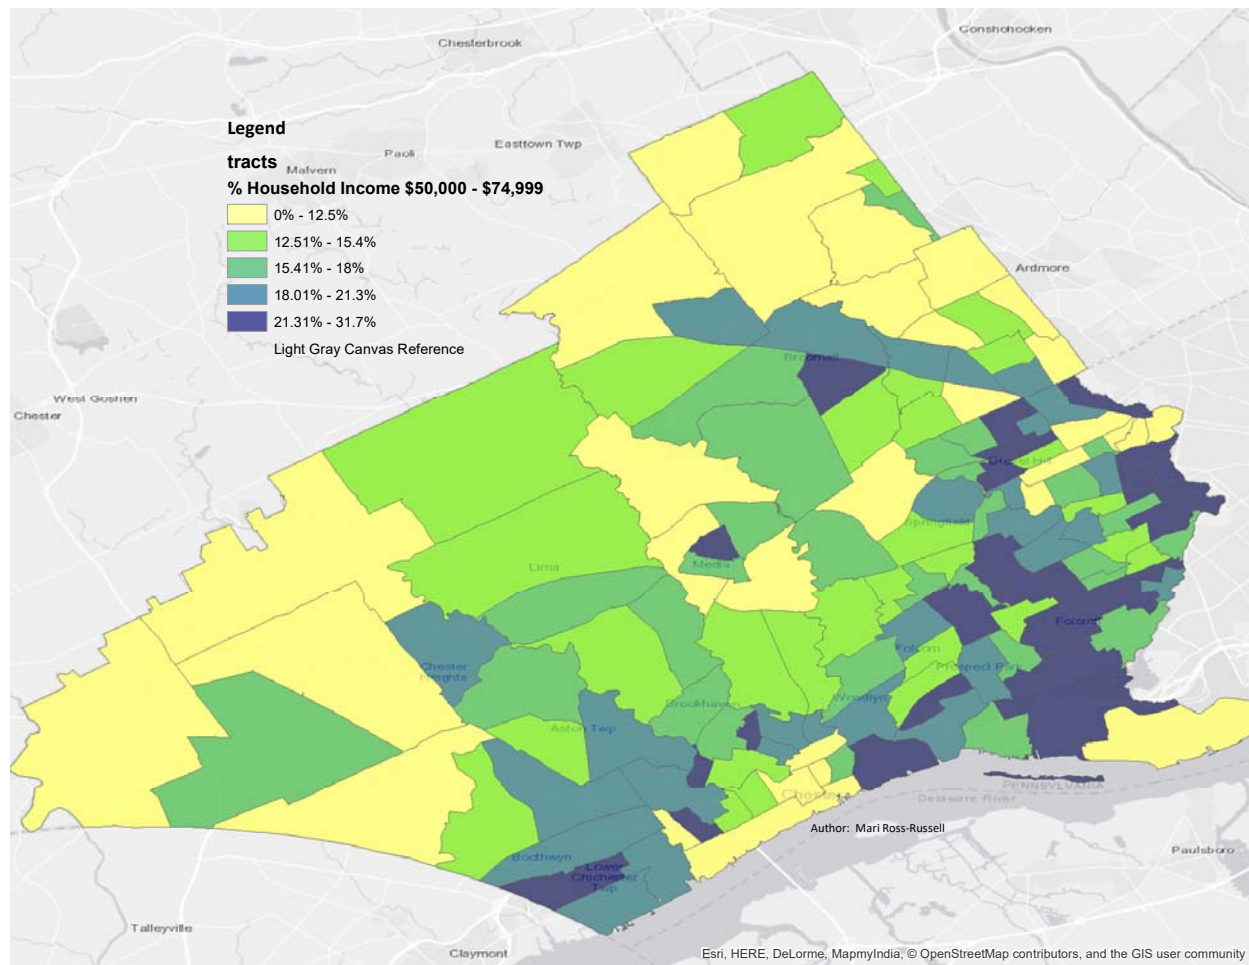 Conshohocken
Chesterbrook
Legend
Easttown Twp
Paoli
tracts
Malvern
% Household Income $50,000 - $74,999
0% - 12.5%
12.51% - 15.4%
15.41% - 18%
Ardmore
18.01% - 21.3%
21.31% - 31.7%
Light Gray Canvas Reference
Broomall
West Goshen
Chester
Drexel Hill
Springfield
Media
Lima
Folcroft
Folsom
Chester
Heights
Prospect Park
Woodlyn
Brookhaven
Aston Twp
PENNSYLVANIA
Chester
Delaware River
Author: Mari Ross-Russell
Paulsboro
Boothwyn
Lower
Chichester
Twp
Talleyville
Claymont
Esri, HERE, DeLorme, MapmyIndia, © OpenStreetMap contributors, and the GIS user community